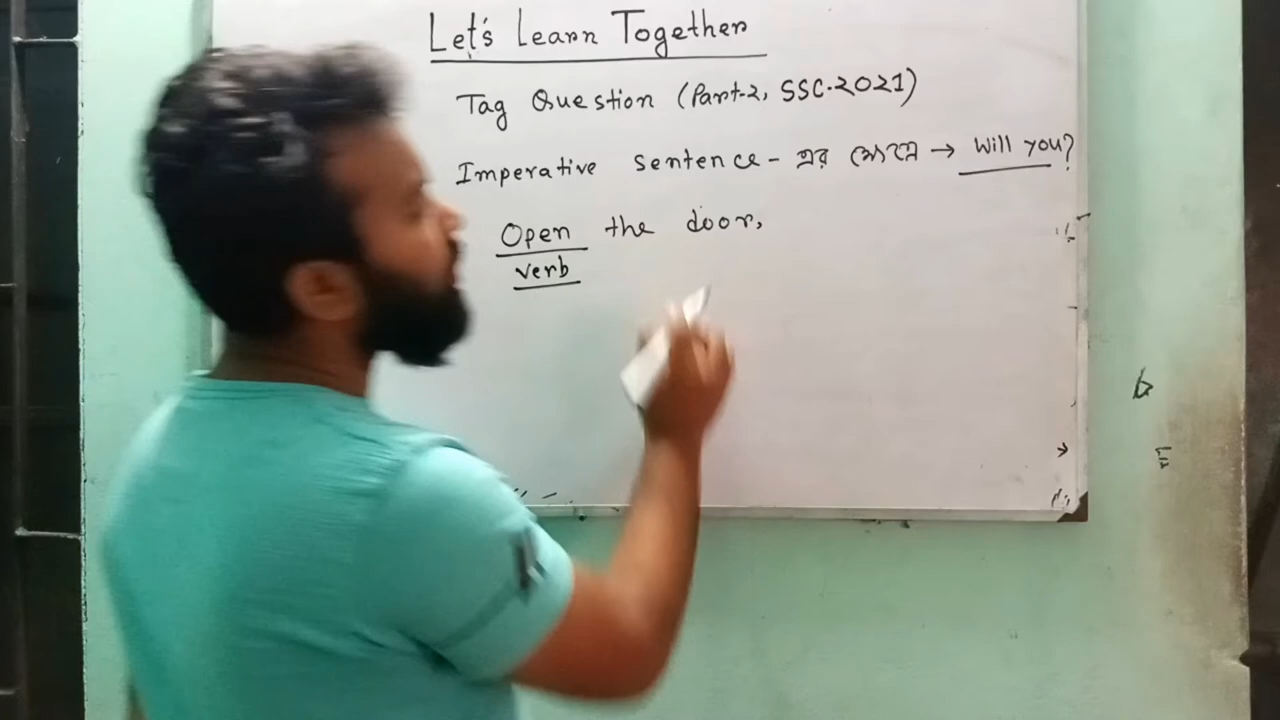 Let's Learn Together
Tag Question (Part-2, SSC-2021)
Imperative sentence - এর শেষে → Will you?
Open the door,
verb